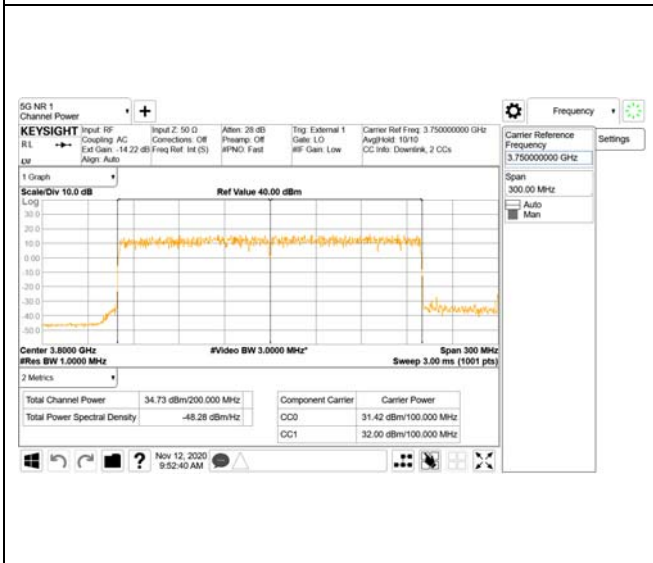 5G NR 1
Channel Power
Frequency
KEYSIGHT Input: RF Input Z: 50 Ω Atten: 28 dB Trig: External 1 Carrier Ref Freq: 3.750000000 GHz
RL Coupling: AC Corrections: Off Preamp: Off Gate: LO Avg|Hold: 10/10
Ext Gain: -14.22 dB Freq Ref: Int (S) #PNO: Fast #IF Gain: Low CC Info: Downlink, 2 CCs
Align: Auto
Carrier Reference
Frequency
3.750000000 GHz
Settings
Span
300.00 MHz
Auto
Man
1 Graph
Scale/Div 10.0 dB Ref Value 40.00 dBm
Log
30.0
20.0
10.0
0.00
-10.0
-20.0
-30.0
-40.0
-50.0
Center 3.8000 GHz #Video BW 3.0000 MHz* Span 300 MHz
#Res BW 1.0000 MHz Sweep 3.00 ms (1001 pts)
2 Metrics
Total Channel Power 34.73 dBm/200.000 MHz Component Carrier Carrier Power
Total Power Spectral Density -48.28 dBm/Hz CC0 31.42 dBm/100.000 MHz
CC1 32.00 dBm/100.000 MHz
? Nov 12, 2020
9:52:40 AM